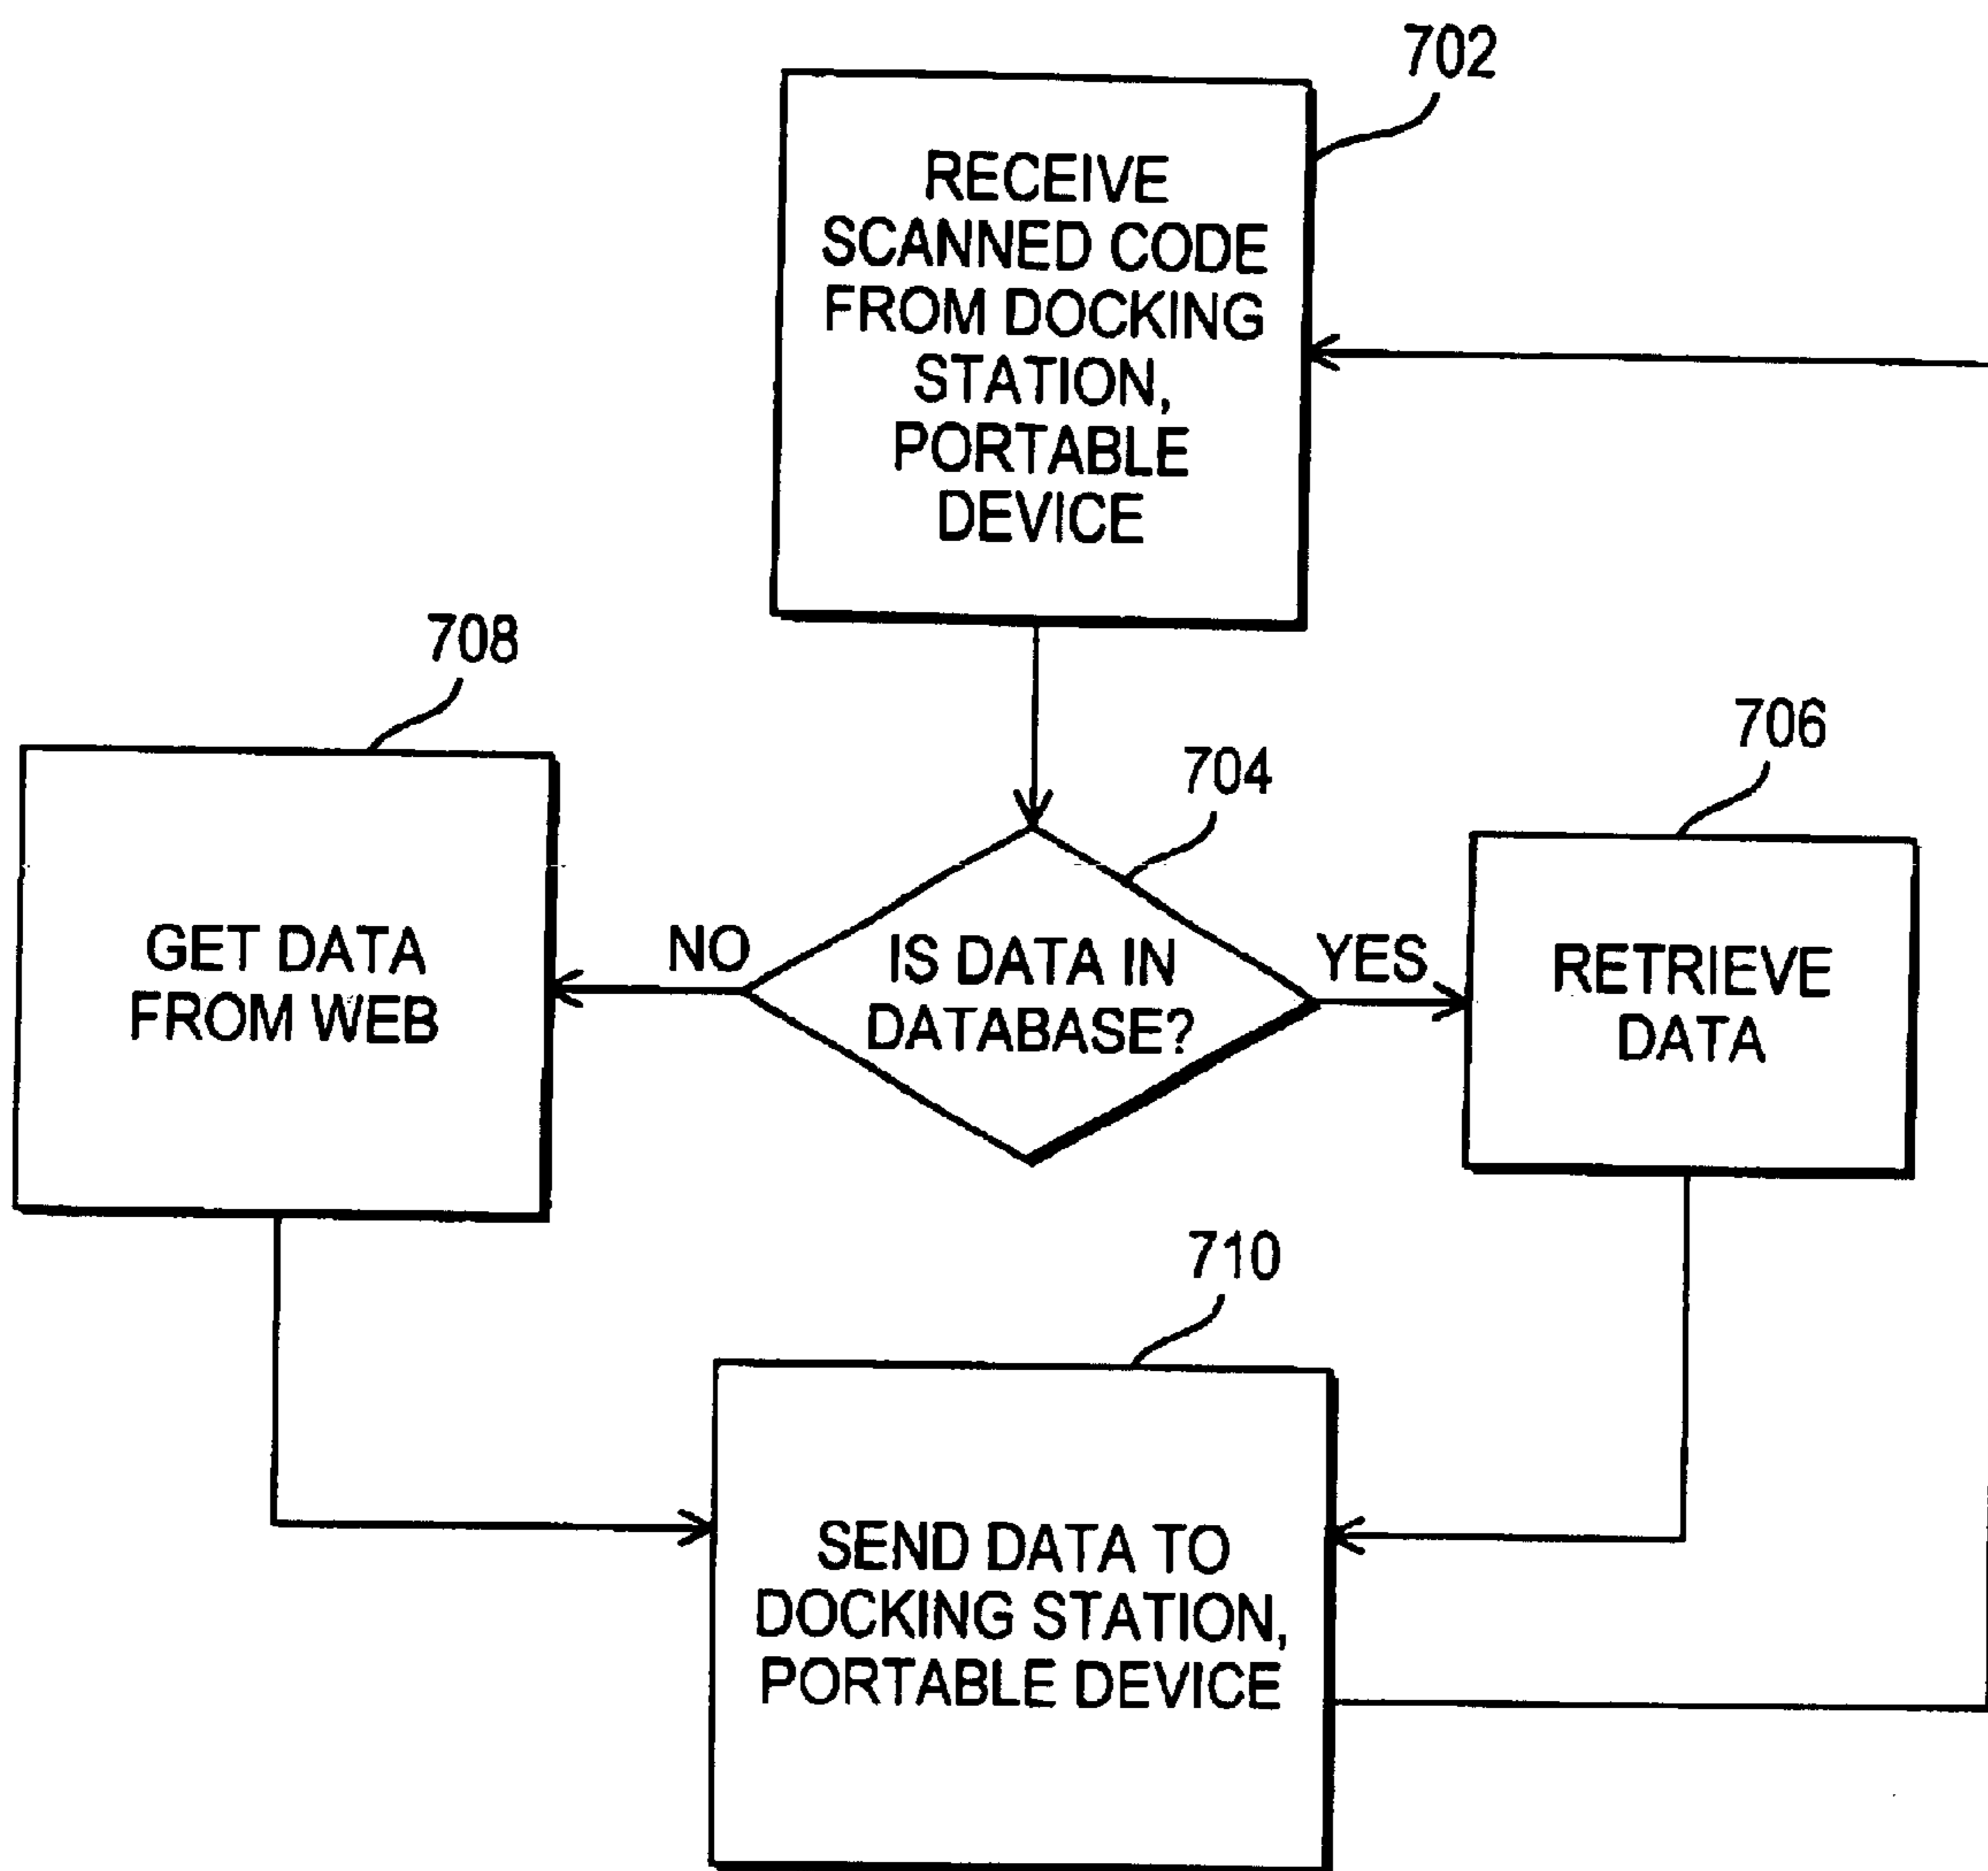 702
RECEIVE
SCANNED CODE
FROM DOCKING
STATION,
PORTABLE
DEVICE
708
706
704
GET DATA
FROM WEB
NO
IS DATA IN
DATABASE?
YES
RETRIEVE
DATA
710
SEND DATA TO
DOCKING STATION,
PORTABLE DEVICE